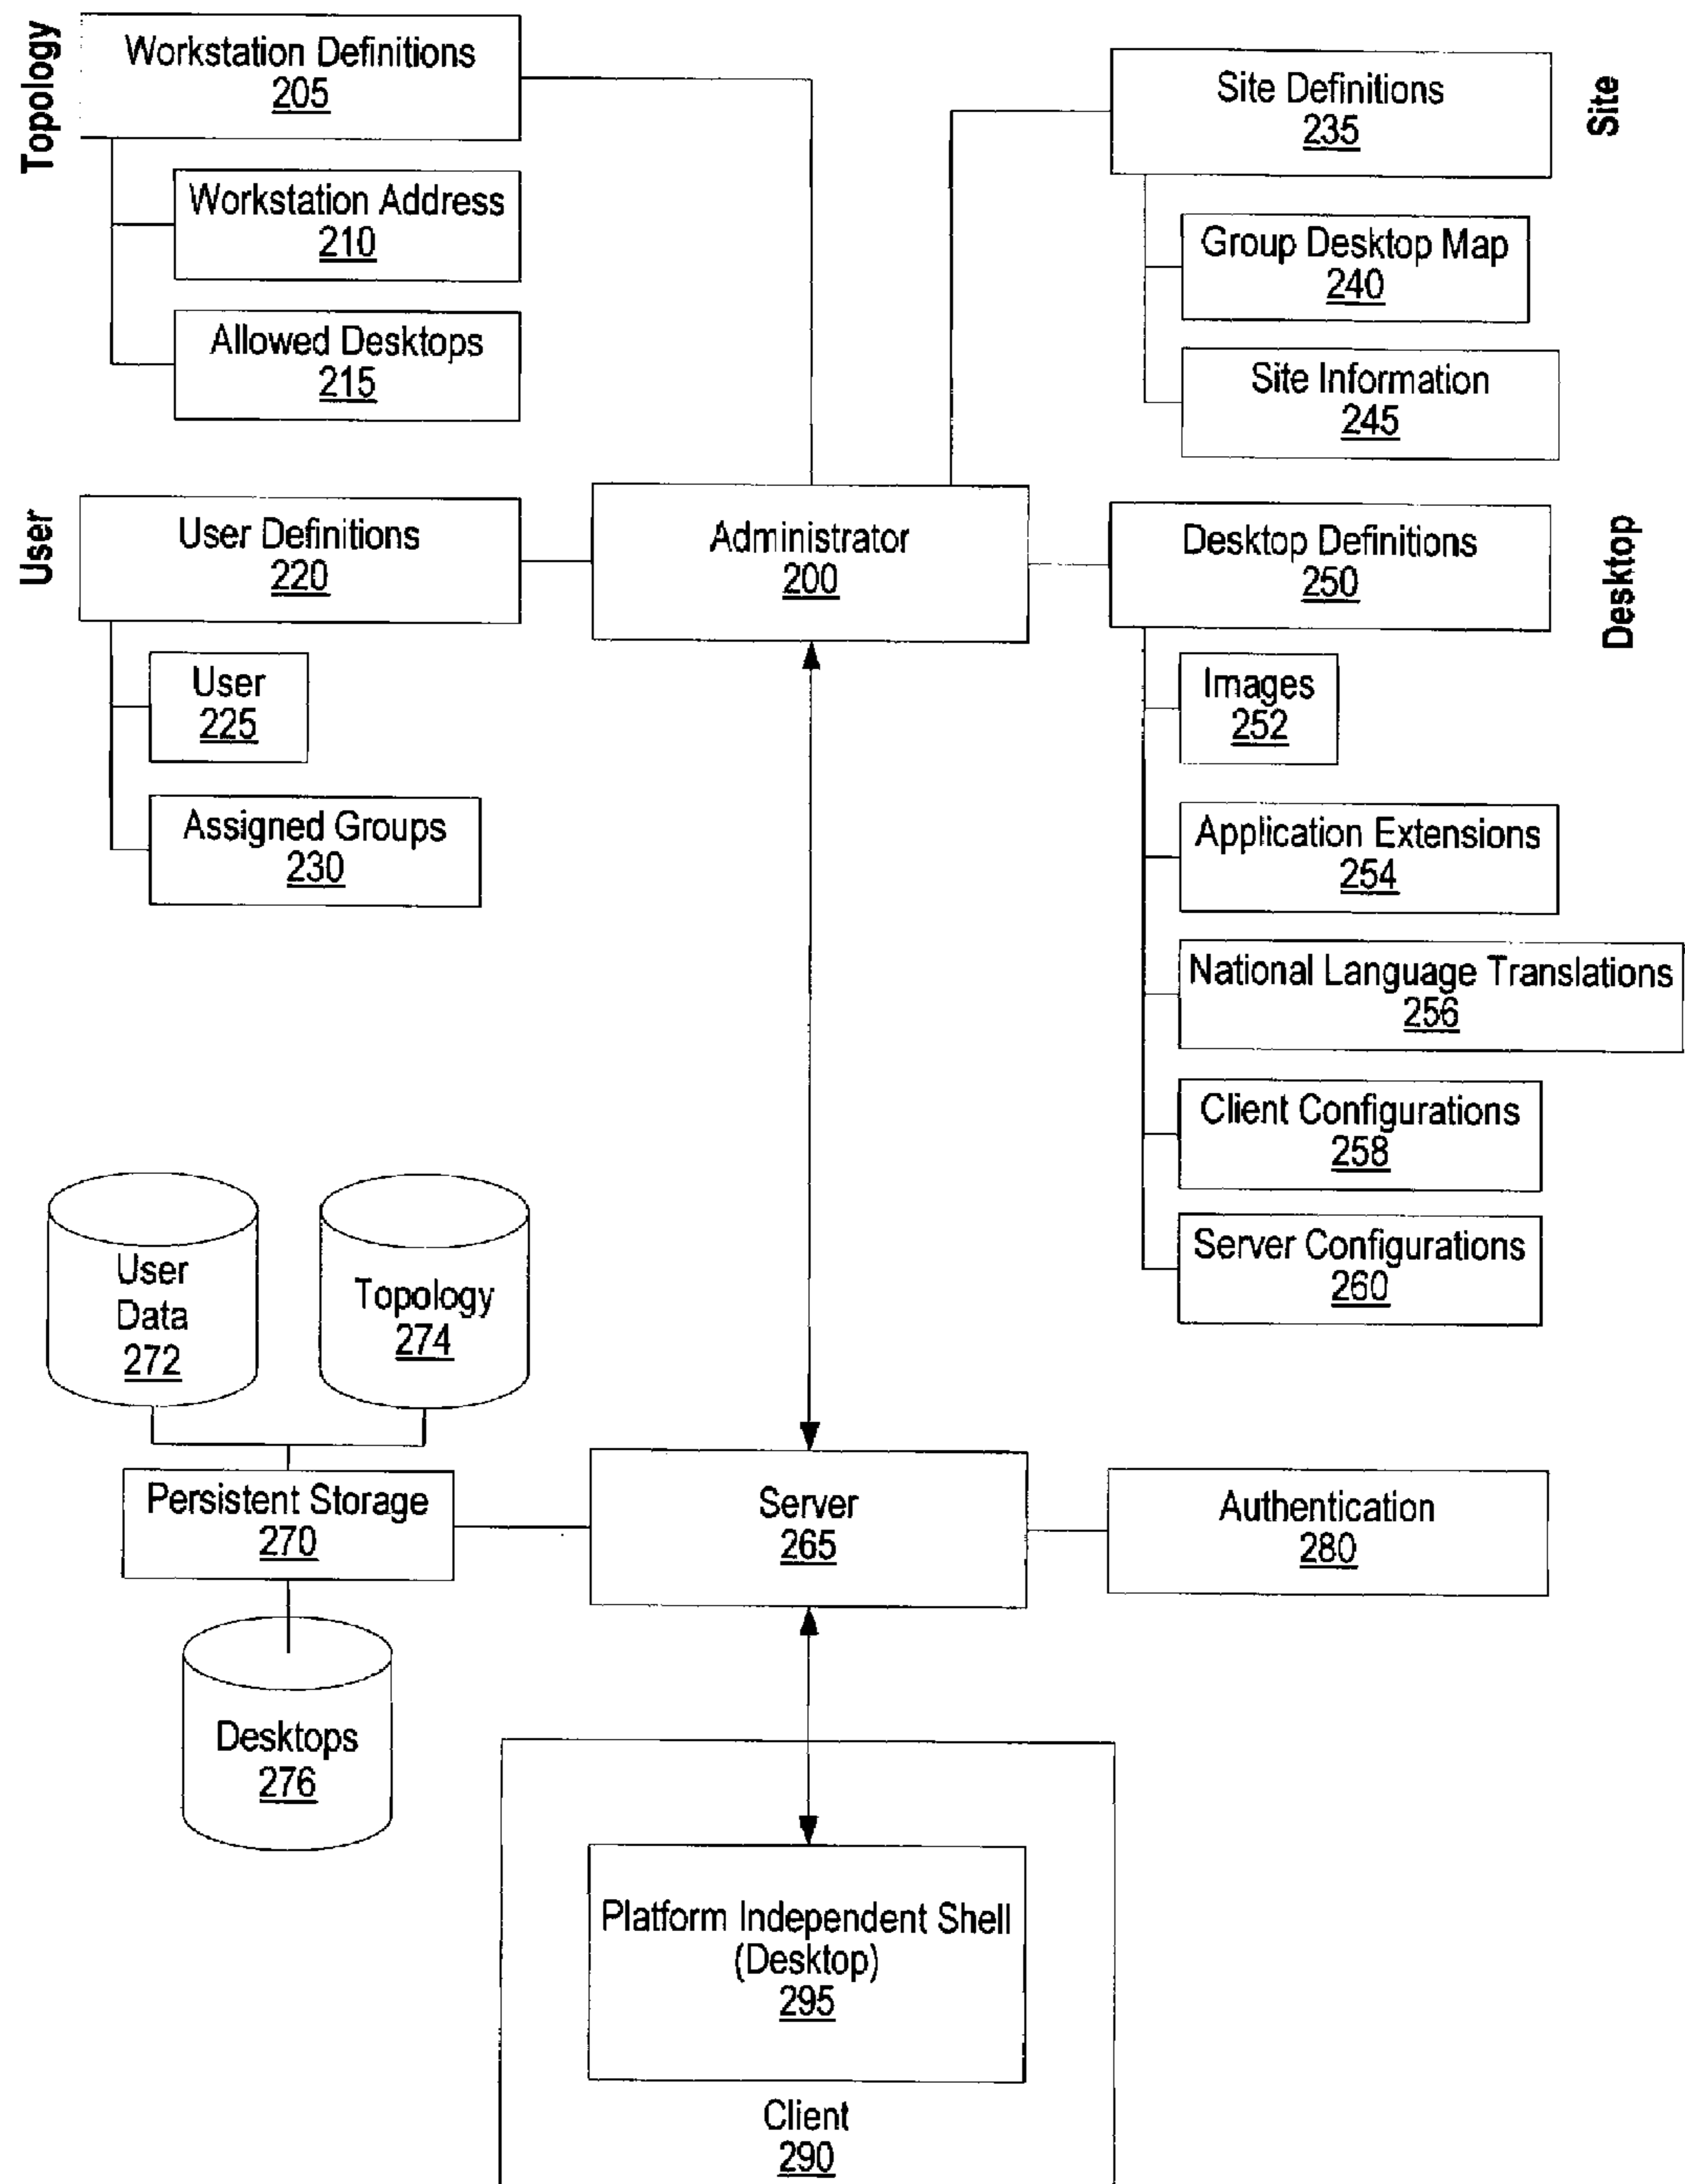 Topology
Workstation Definitions
205
Workstation Address
210
Allowed Desktops
215
Site
Site Definitions
235
Group Desktop Map
240
Site Information
245
User
User Definitions
220
User
225
Assigned Groups
230
Administrator
200
Desktop
Desktop Definitions
250
Images
252
Application Extensions
254
National Language Translations
256
Client Configurations
258
Server Configurations
260
User
Data
272
Topology
274
Persistent Storage
270
Desktops
276
Server
265
Authentication
280
Platform Independent Shell
(Desktop)
295
Client
290